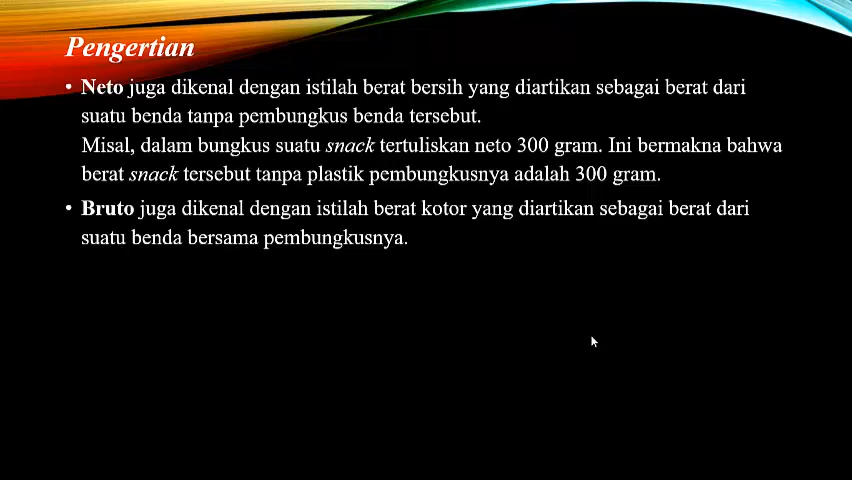 Pengertian
• Neto juga dikenal dengan istilah berat bersih yang diartikan sebagai berat dari
suatu benda tanpa pembungkus benda tersebut.
Misal, dalam bungkus suatu snack tertuliskan neto 300 gram. Ini bermakna bahwa
berat snack tersebut tanpa plastik pembungkusnya adalah 300 gram.
• Bruto juga dikenal dengan istilah berat kotor yang diartikan sebagai berat dari
suatu benda bersama pembungkusnya.